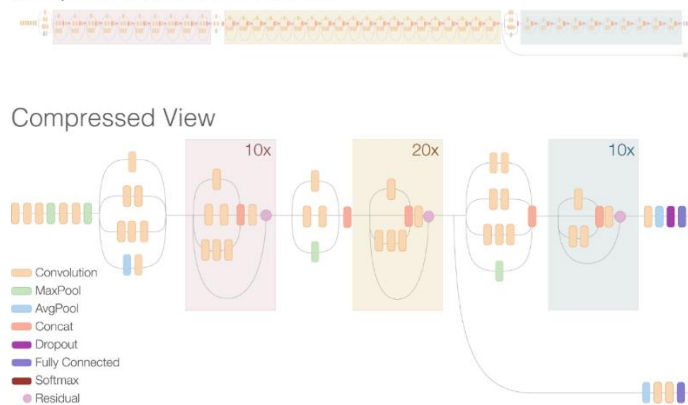 Compressed View
10x
20x
10x
Convolution
MaxPool
AvgPool
Concat
Dropout
Fully Connected
Softmax
Residual